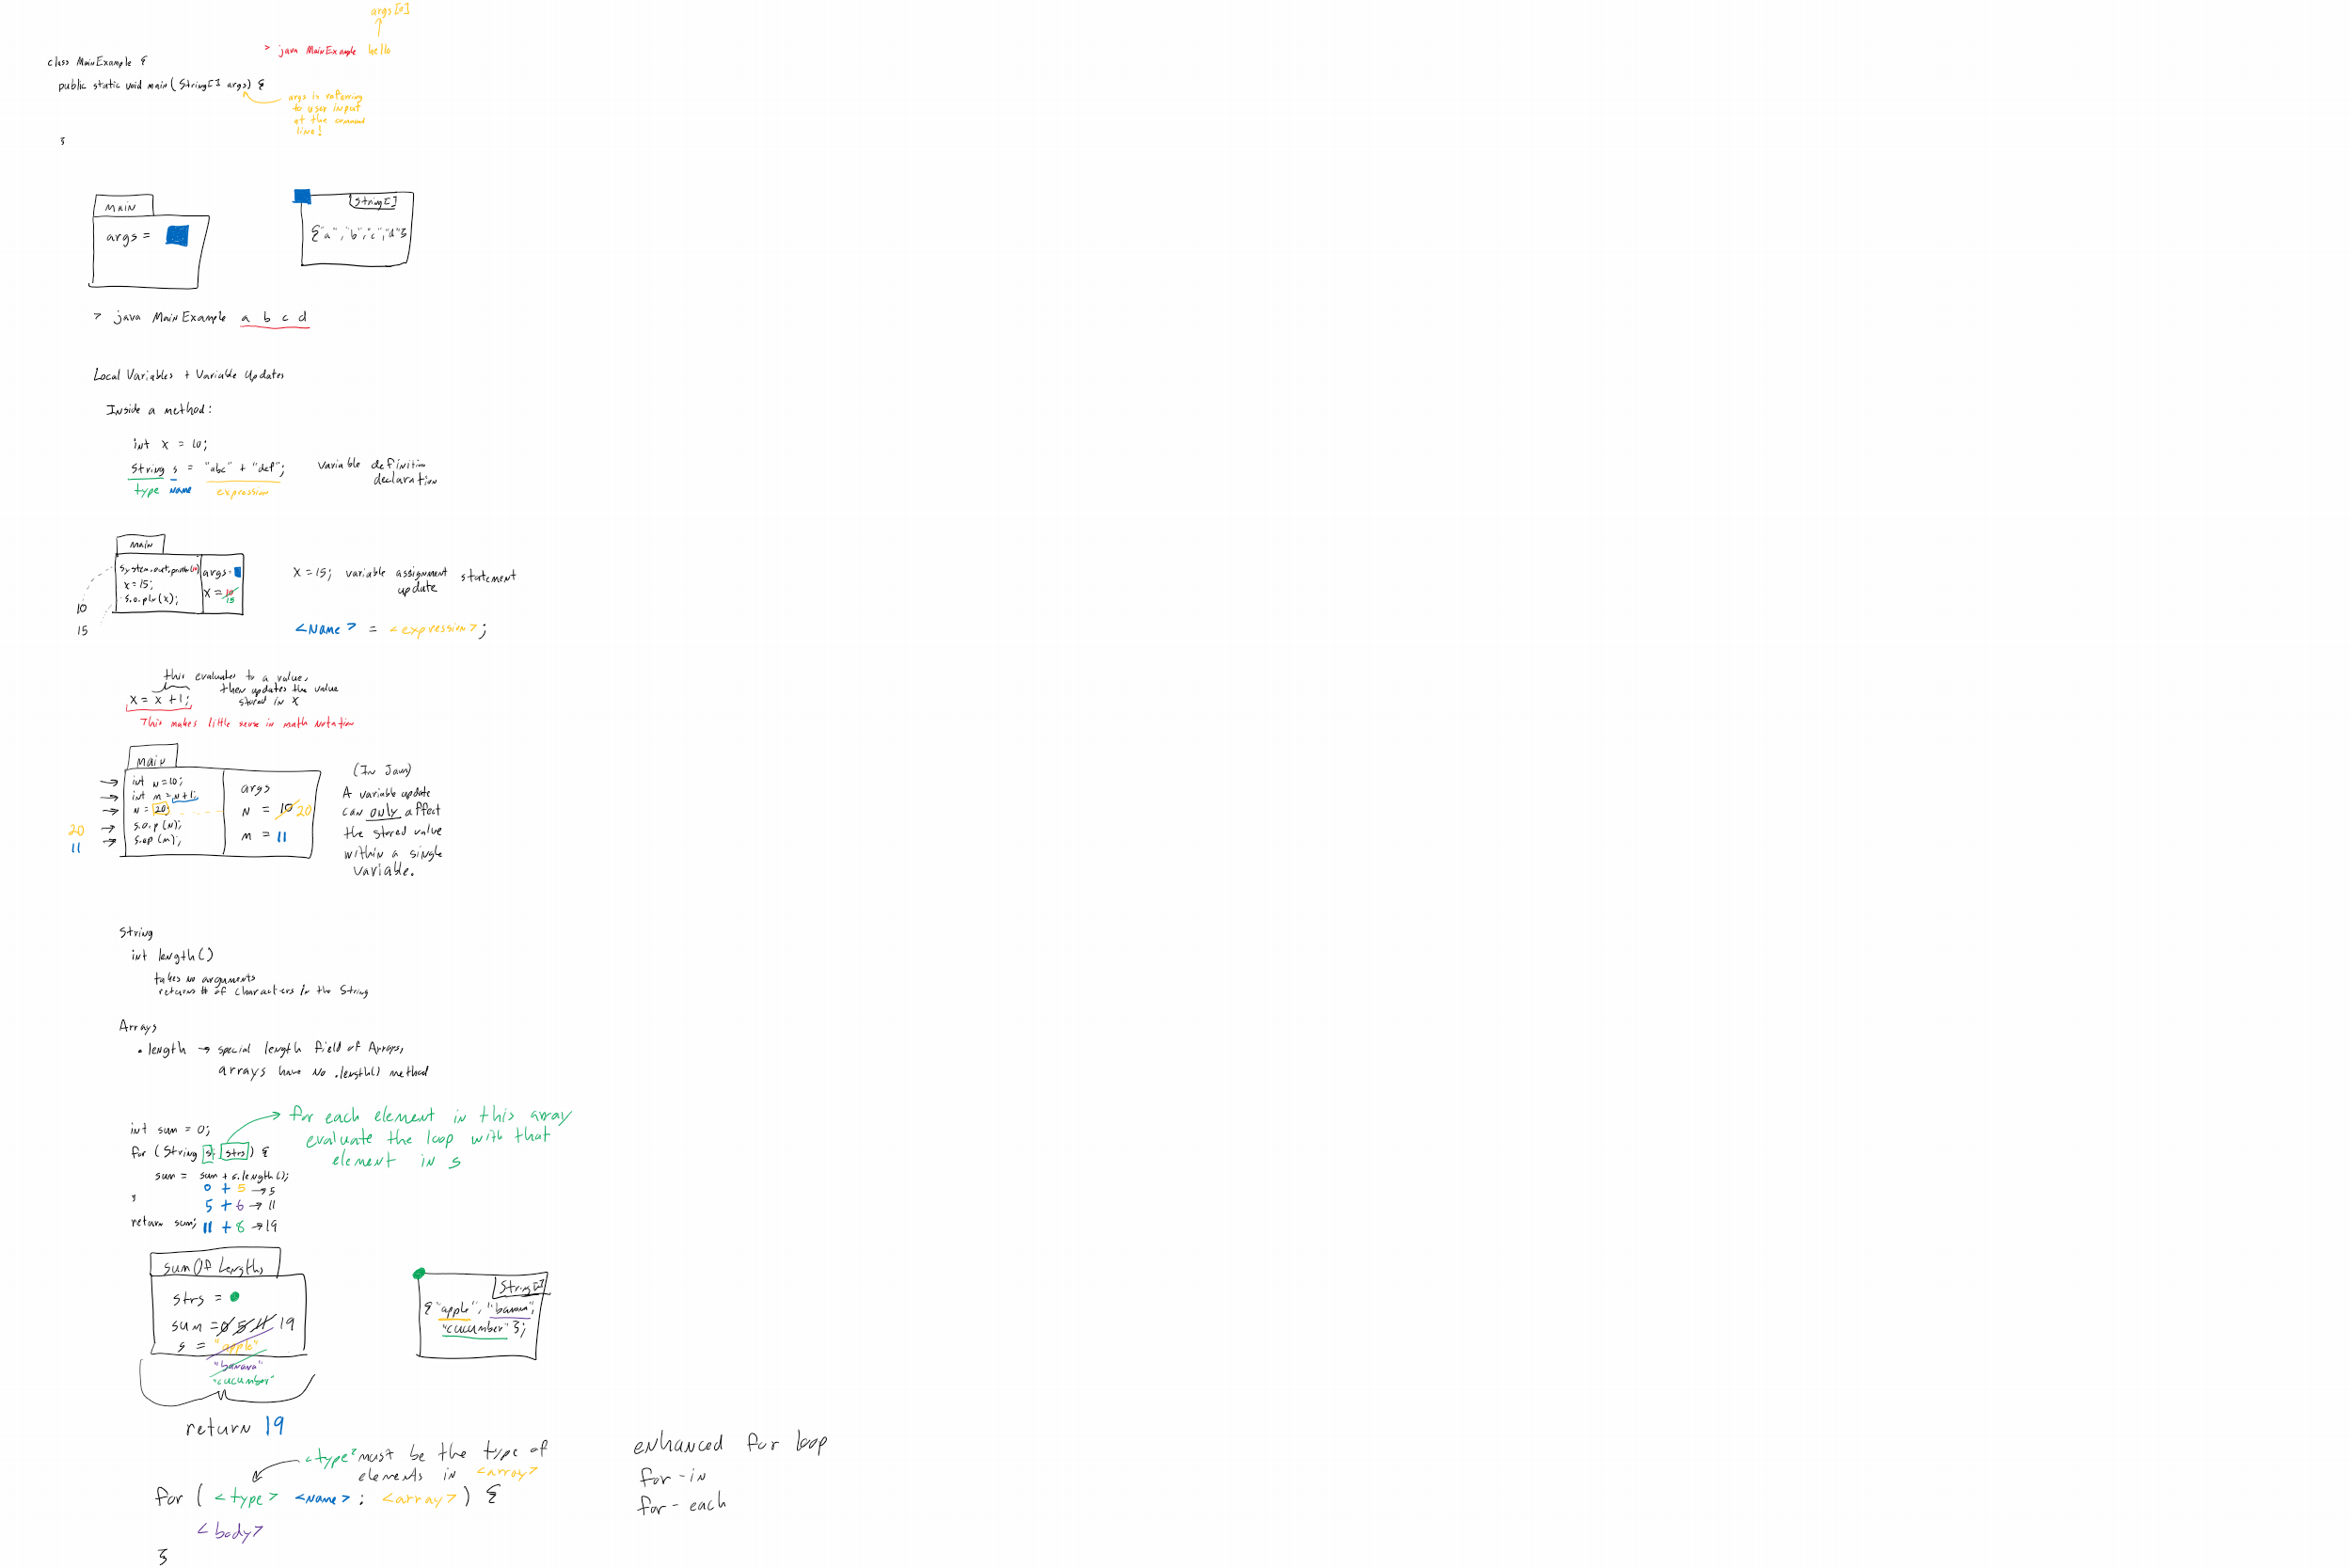 args[0]
> java MainExample hello
class MainExample {
public static void main(String[] args) {
args is referring
to user input
at the command
line!
}
main
args =
String[]
{"a","b","c","d"}
> java MainExample a b c d
Local Variables + Variable Updates
Inside a method:
int x = 10;
String s = "abc" + "def";
type name expression
variable definition
declaration
main
System.out.println(x)
x = 15;
S.o.pln(x);
args =
x = 10
15
10
15
x = 15; variable assignment statement
update
<name> = <expression>;
this evaluates to a value,
then updates the value
stored in x
x = x + 1;
This makes little sense in math notation
main
int n = 10;
int m = n+1;
n = 20;
S.o.p(n);
S.op(m);
20
11
args
n = 10 20
m = 11
(In Java)
A variable update
can only affect
the stored value
within a single
variable.
String
int length()
takes no arguments
returns # of characters in the String
Arrays
.length → special length field of Arrays,
arrays have no .length() method
for each element in this array
evaluate the loop with that
element in s
int sum = 0;
for (String s: strs) {
sum = sum + s.length();
0 + 5 → 5
}
5 + 6 → 11
return sum; 11 + 8 → 19
sumOfLengths
strs =
sum = 0 5 11 19
s = "apple"
"banana"
"cucumber"
String[]
{"apple", "banana",
"cucumber"};
return 19
<type> must be the type of
elements in <array>
for ( <type> <name> : <array> ) {
<body>
}
enhanced for loop
for-in
for-each